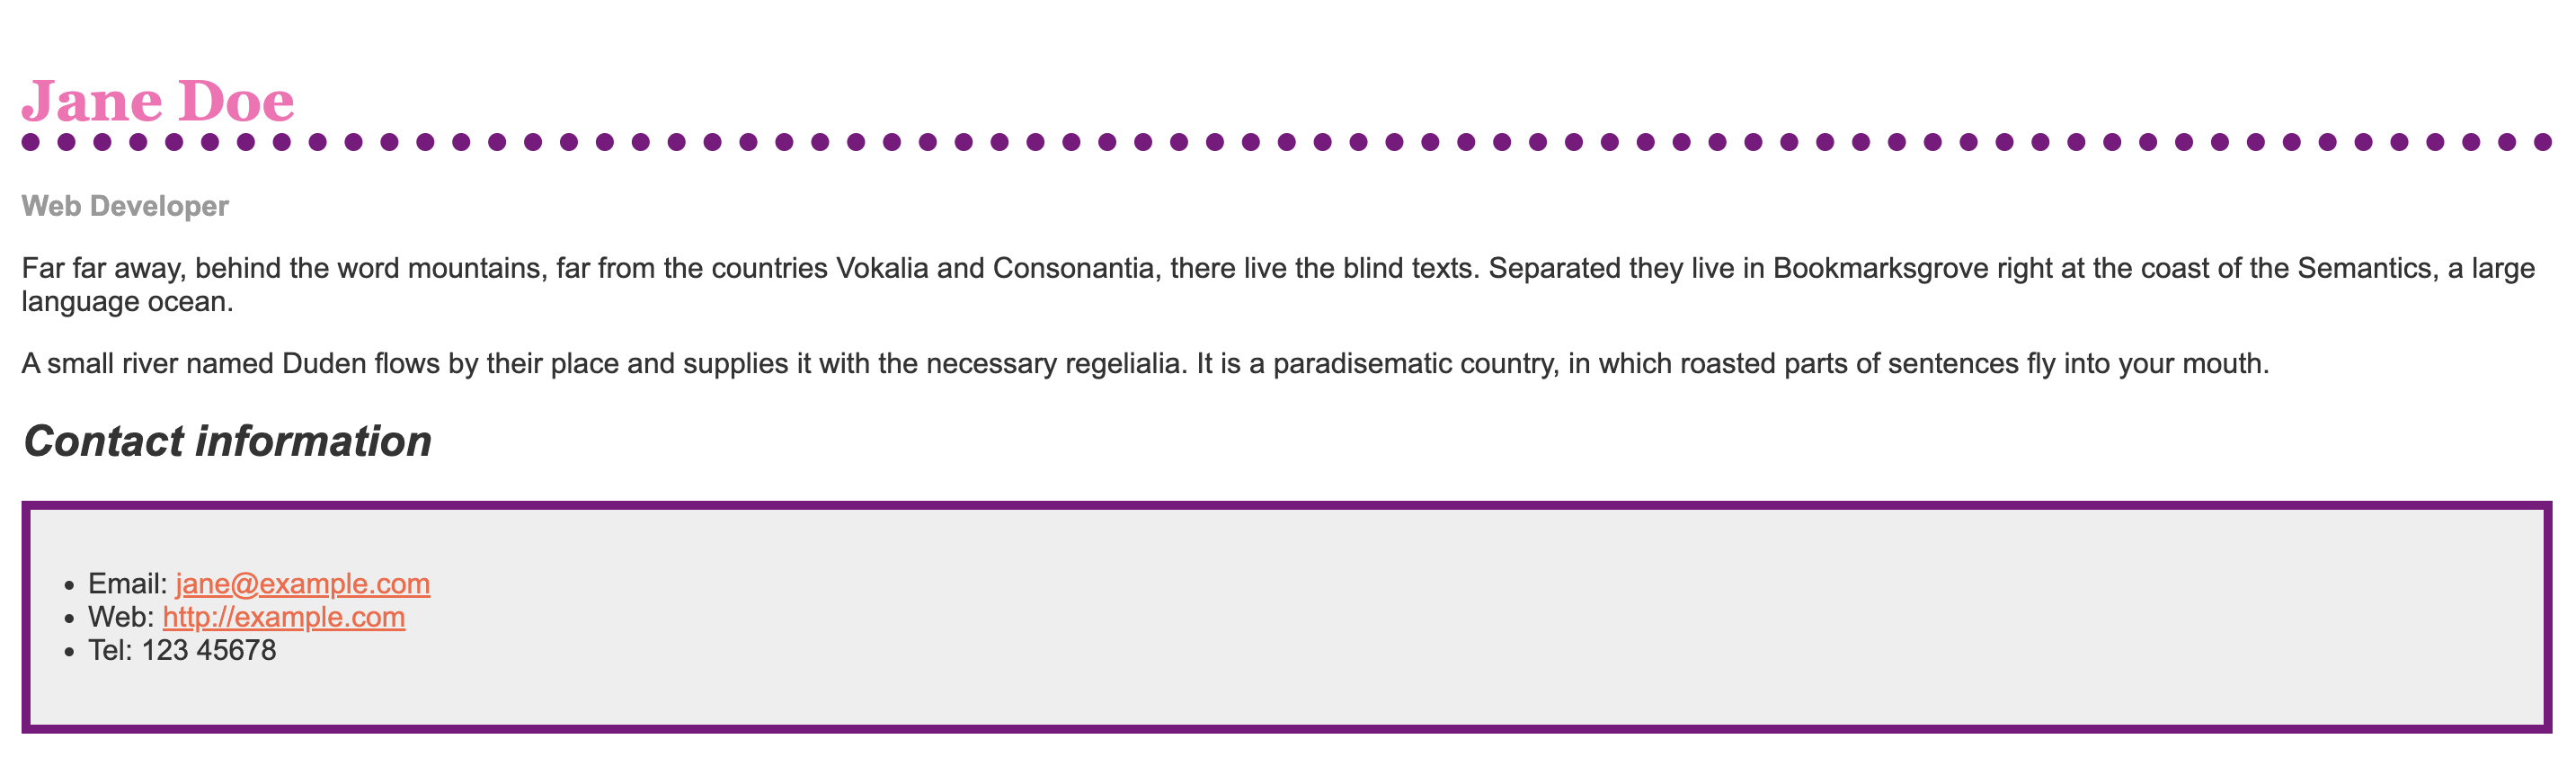 Jane Doe
Web Developer
Far far away, behind the word mountains, far from the countries Vokalia and Consonantia, there live the blind texts. Separated they live in Bookmarksgrove right at the coast of the Semantics, a large
language ocean.
A small river named Duden flows by their place and supplies it with the necessary regelialia. It is a paradisematic country, in which roasted parts of sentences fly into your mouth.
Contact information
• Email: jane@example.com
• Web: http://example.com
• Tel: 123 45678